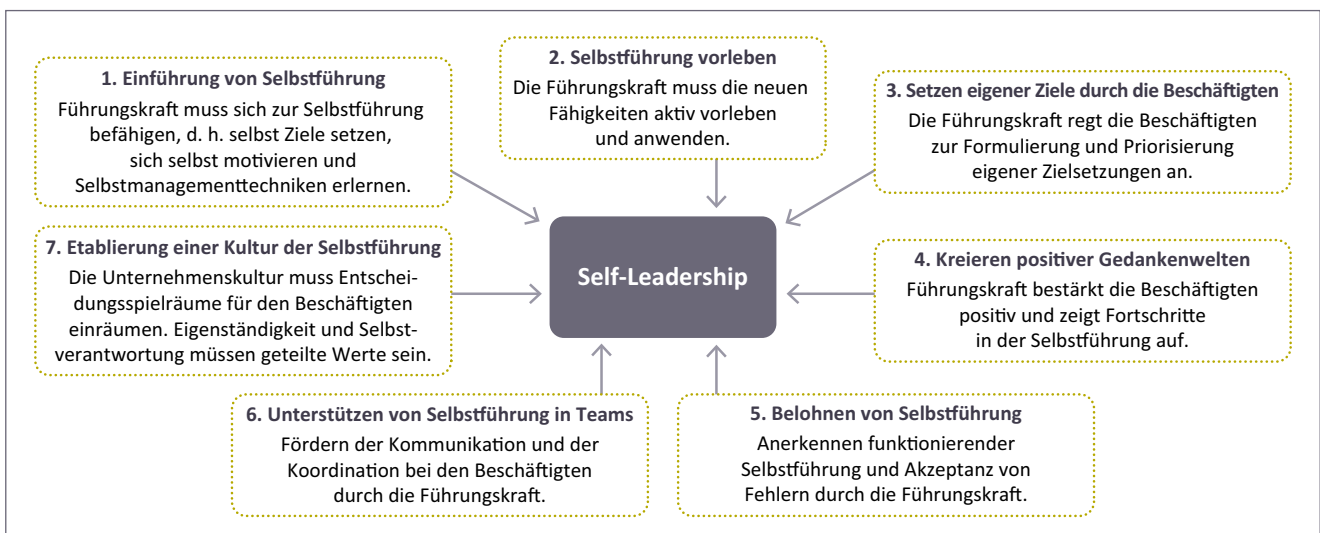 1. Einführung von Selbstführung
Führungskraft muss sich zur Selbstführung
befähigen, d. h. selbst Ziele setzen,
sich selbst motivieren und
Selbstmanagementtechniken erlernen.
2. Selbstführung vorleben
Die Führungskraft muss die neuen
Fähigkeiten aktiv vorleben
und anwenden.
3. Setzen eigener Ziele durch die Beschäftigten
Die Führungskraft regt die Beschäftigten
zur Formulierung und Priorisierung
eigener Zielsetzungen an.
Self-Leadership
4. Kreieren positiver Gedankenwelten
Führungskraft bestärkt die Beschäftigten
positiv und zeigt Fortschritte
in der Selbstführung auf.
5. Belohnen von Selbstführung
Anerkennen funktionierender
Selbstführung und Akzeptanz von
Fehlern durch die Führungskraft.
6. Unterstützen von Selbstführung in Teams
Fördern der Kommunikation und der
Koordination bei den Beschäftigten
durch die Führungskraft.
7. Etablierung einer Kultur der Selbstführung
Die Unternehmenskultur muss Entschei-
dungsspielräume für den Beschäftigten
einräumen. Eigenständigkeit und Selbst-
verantwortung müssen geteilte Werte sein.